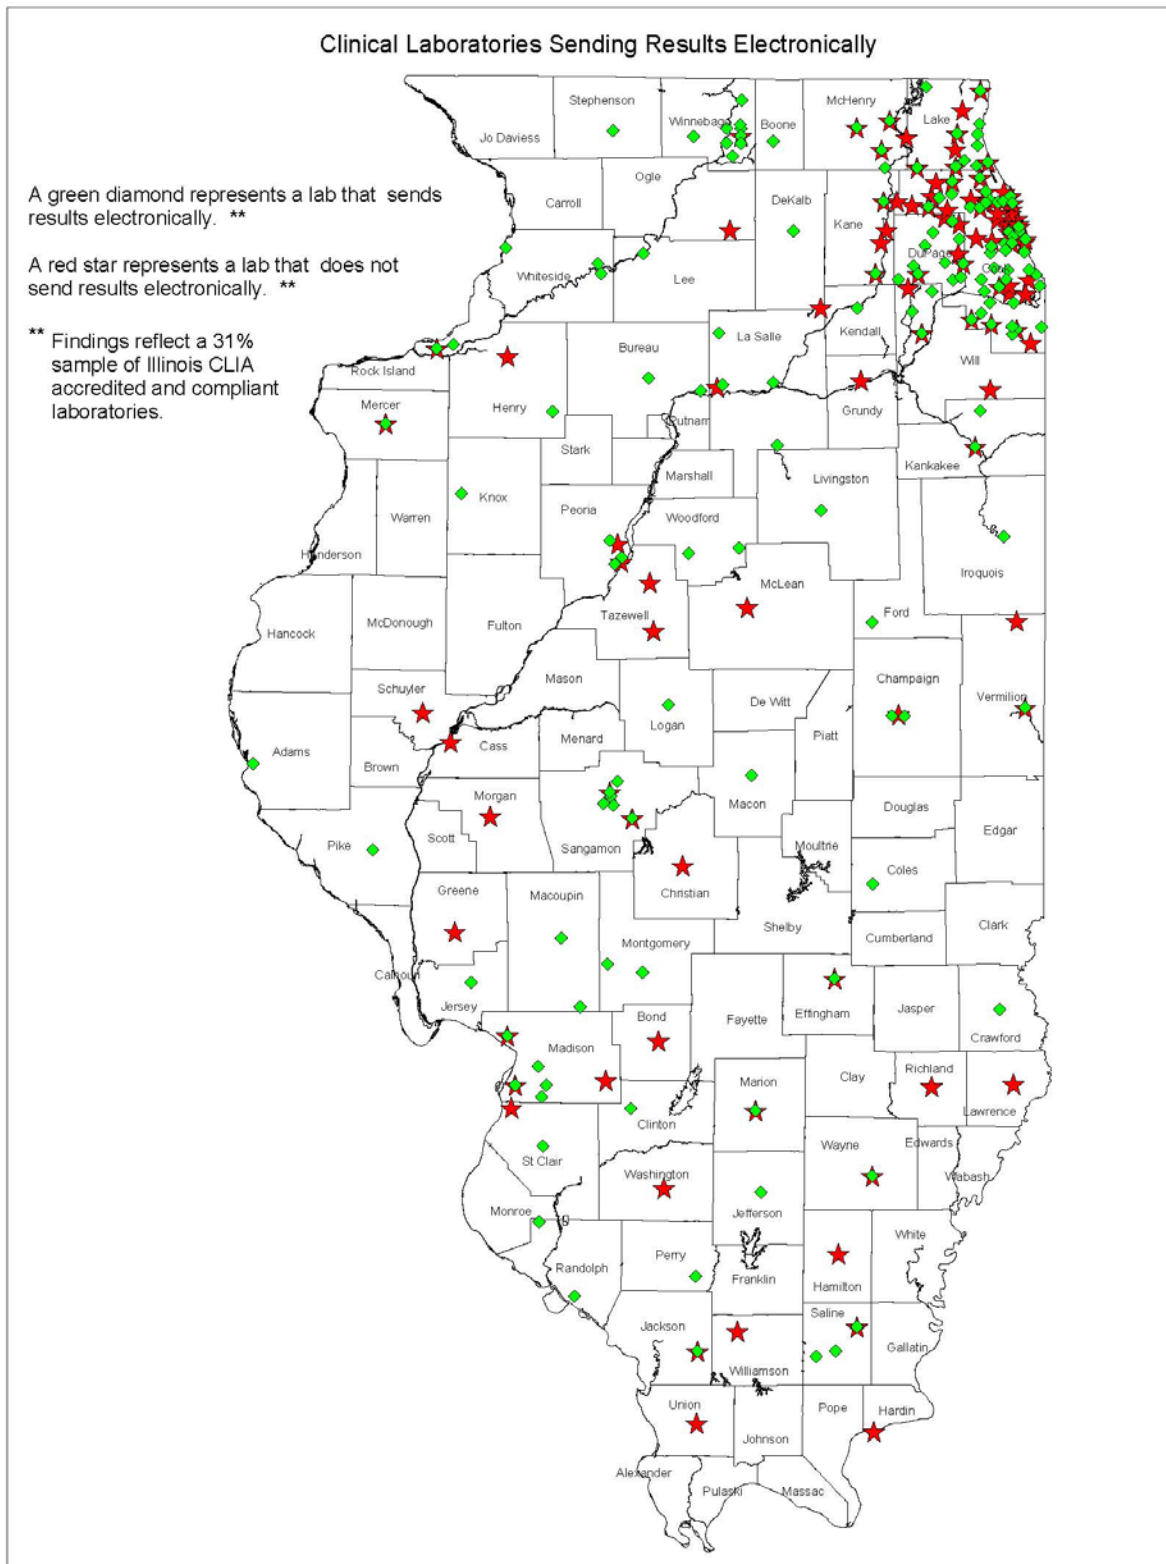 Clinical Laboratories Sending Results Electronically
A green diamond represents a lab that sends
results electronically. **
A red star represents a lab that does not
send results electronically. **
** Findings reflect a 31%
sample of Illinois CLIA
accredited and compliant
laboratories.
Jo Daviess
Stephenson
Winnebago
Boone
McHenry
Lake
Carroll
Ogle
DeKalb
Kane
DuPage
Cook
Whiteside
Lee
Kendall
La Salle
Will
Rock Island
Bureau
Grundy
Mercer
Henry
Putnam
Kankakee
Stark
Marshall
Livingston
Knox
Warren
Henderson
Peoria
Woodford
Iroquois
McLean
Ford
Tazewell
Fulton
McDonough
Hancock
Mason
Schuyler
Champaign
Vermilion
De Witt
Logan
Piatt
Menard
Cass
Adams
Brown
Macon
Douglas
Morgan
Edgar
Pike
Scott
Sangamon
Moultrie
Coles
Christian
Greene
Macoupin
Shelby
Clark
Cumberland
Montgomery
Calhoun
Jersey
Effingham
Jasper
Crawford
Bond
Fayette
Madison
Clay
Richland
Lawrence
Marion
Clinton
Wayne
Edwards
Wabash
St Clair
Washington
Jefferson
Monroe
White
Perry
Randolph
Franklin
Hamilton
Saline
Jackson
Gallatin
Williamson
Union
Pope
Hardin
Johnson
Alexander
Pulaski
Massac